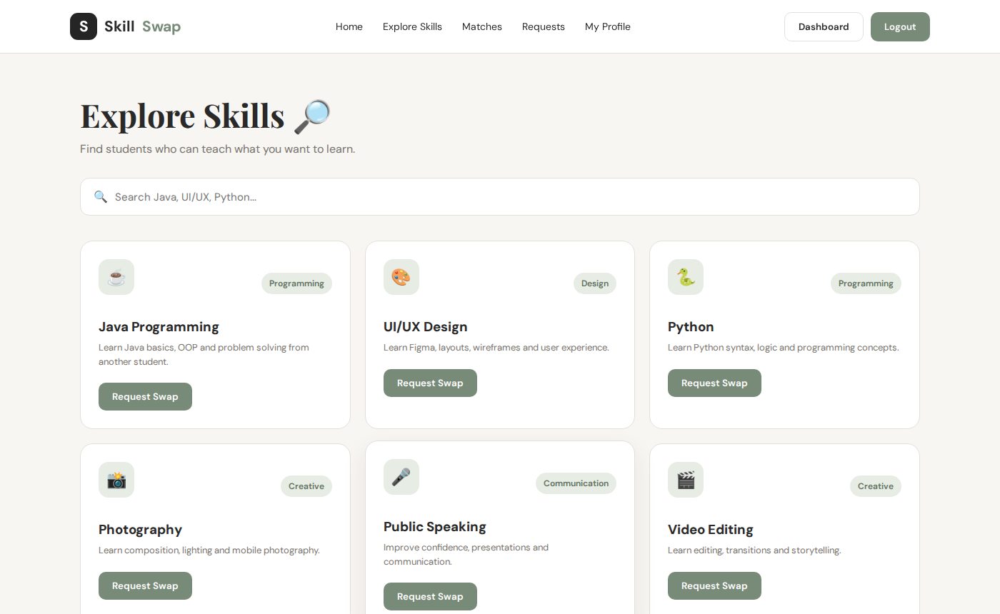 S Skill Swap
Home Explore Skills Matches Requests My Profile
Dashboard Logout
Explore Skills
Find students who can teach what you want to learn.
Search Java, UI/UX, Python...
Programming
Java Programming
Learn Java basics, OOP and problem solving from
another student.
Request Swap
Design
UI/UX Design
Learn Figma, layouts, wireframes and user experience.
Request Swap
Programming
Python
Learn Python syntax, logic and programming concepts.
Request Swap
Creative
Photography
Learn composition, lighting and mobile photography.
Request Swap
Communication
Public Speaking
Improve confidence, presentations and
communication.
Request Swap
Creative
Video Editing
Learn editing, transitions and storytelling.
Request Swap